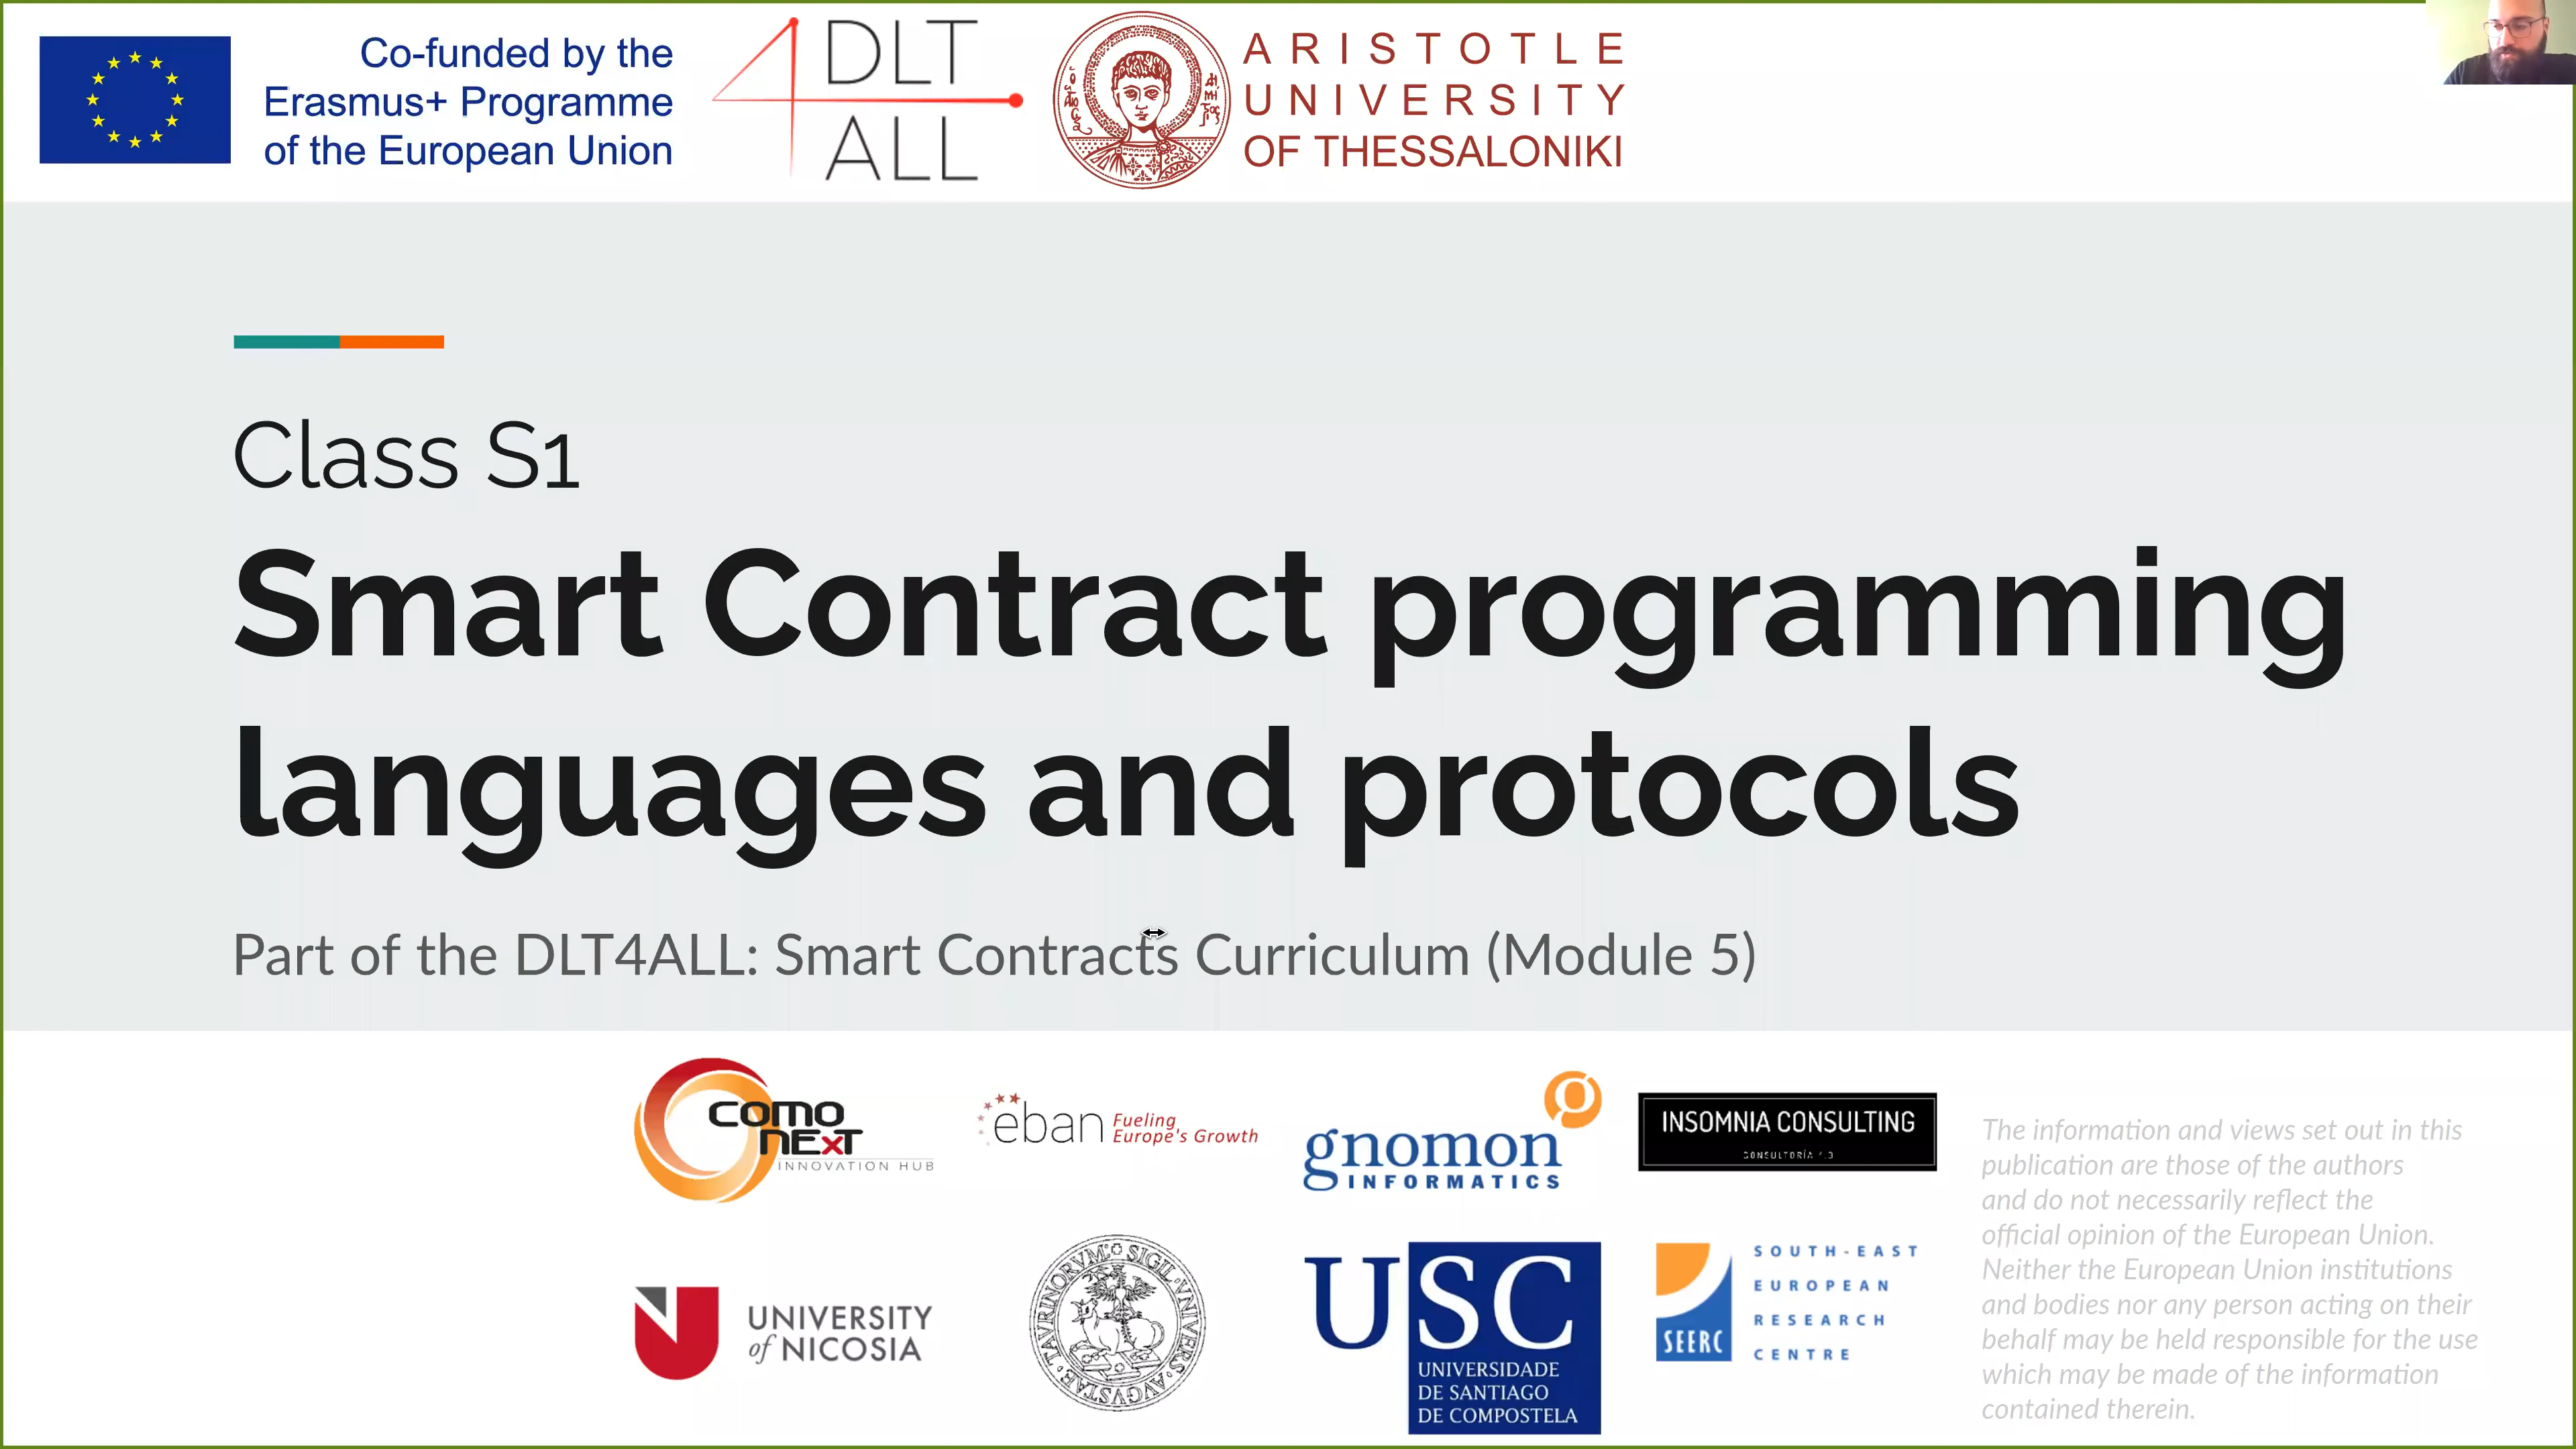 Co-funded by the
Erasmus+ Programme
of the European Union
4
DLT
ALL
ARISTOTLE
UNIVERSITY
OF THESSALONIKI
Class S1
Smart Contract programming
languages and protocols
Part of the DLT4ALL: Smart Contracts Curriculum (Module 5)
COMO
NEXT
INNOVATION HUB
eban
Fueling
Europe's Growth
gnomon
INFORMATICS
INSOMNIA CONSULTING
UNIVERSITY
of NICOSIA
SIGIL·VNIVERS·AVGVSTAE·TAVRINORVM:
USC
UNIVERSIDADE
DE SANTIAGO
DE COMPOSTELA
SEERC
SOUTH-EAST
EUROPEAN
RESEARCH
CENTRE
The information and views set out in this
publication are those of the authors
and do not necessarily reflect the
official opinion of the European Union.
Neither the European Union institutions
and bodies nor any person acting on their
behalf may be held responsible for the use
which may be made of the information
contained therein.